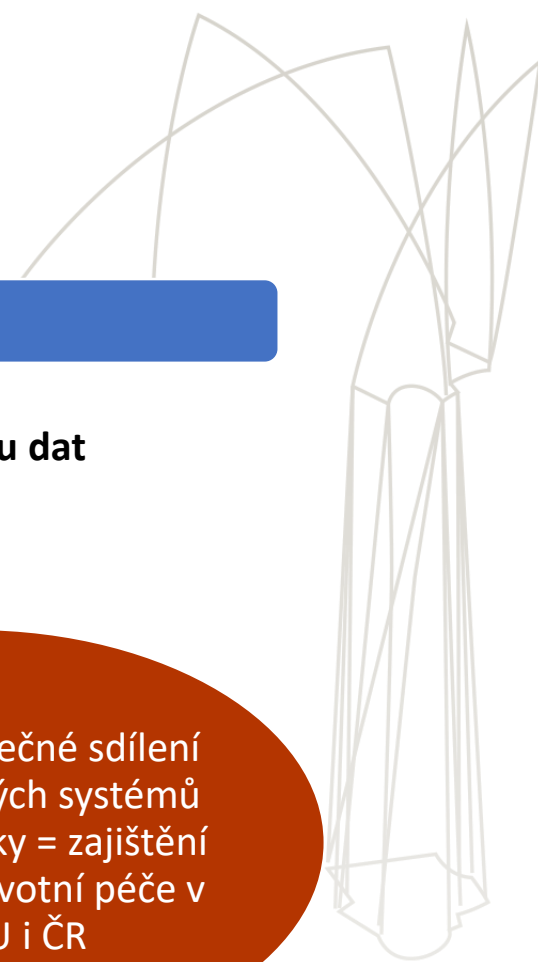 u dat
ečné sdílení
ých systémů
ky = zajištění
votní péče v
U i ČR